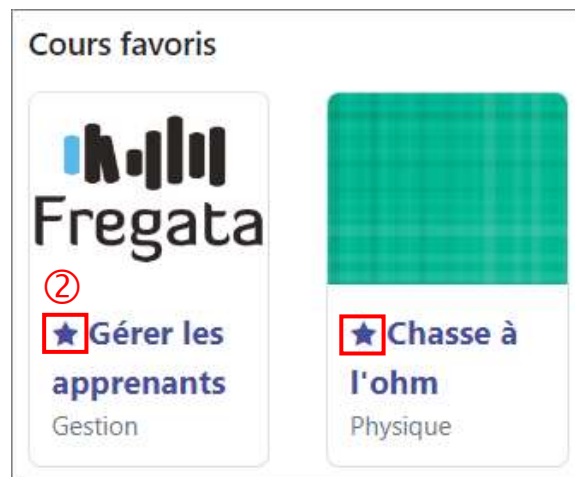 Cours favoris
Fregata
②
Gérer les
apprenants
Gestion
Chasse à
l'ohm
Physique